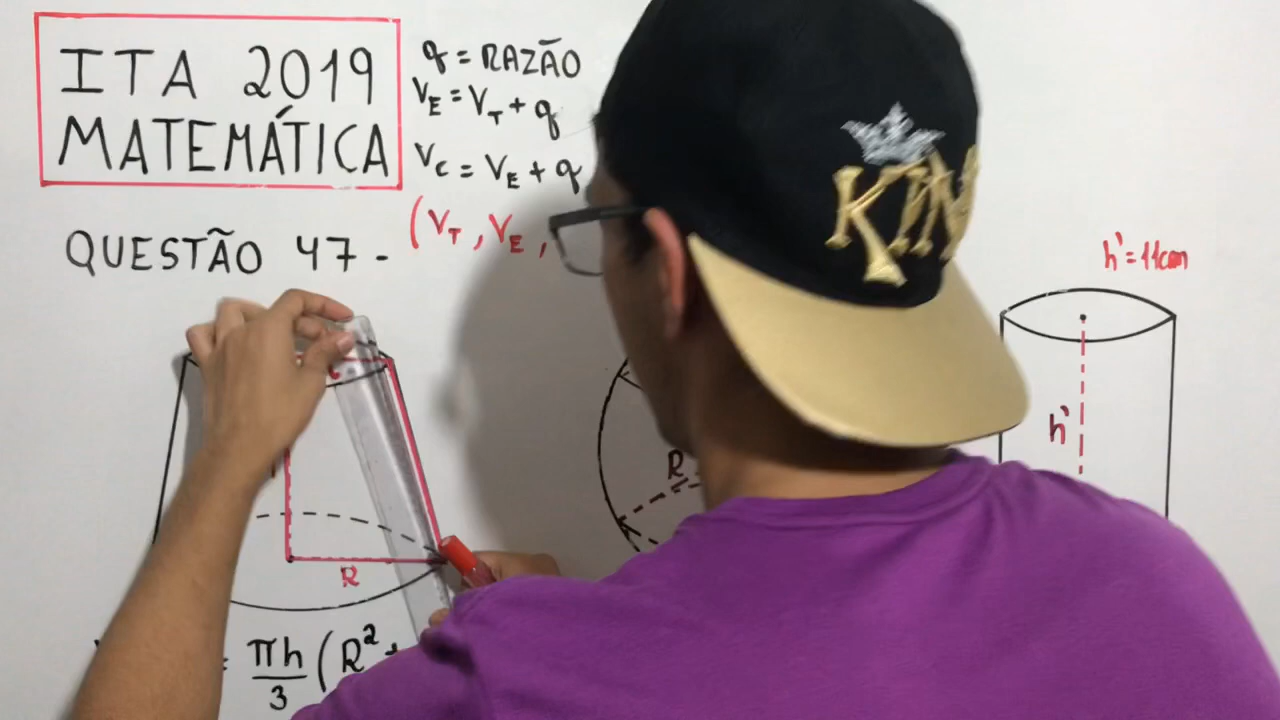 ITA 2019
MATEMÁTICA
q = RAZÃO
V_E = V_T + q
V_C = V_E + q
(V_T, V_E,
QUESTÃO 47 -
h' = 11cm
h'
R
R
= πh/3 (R²